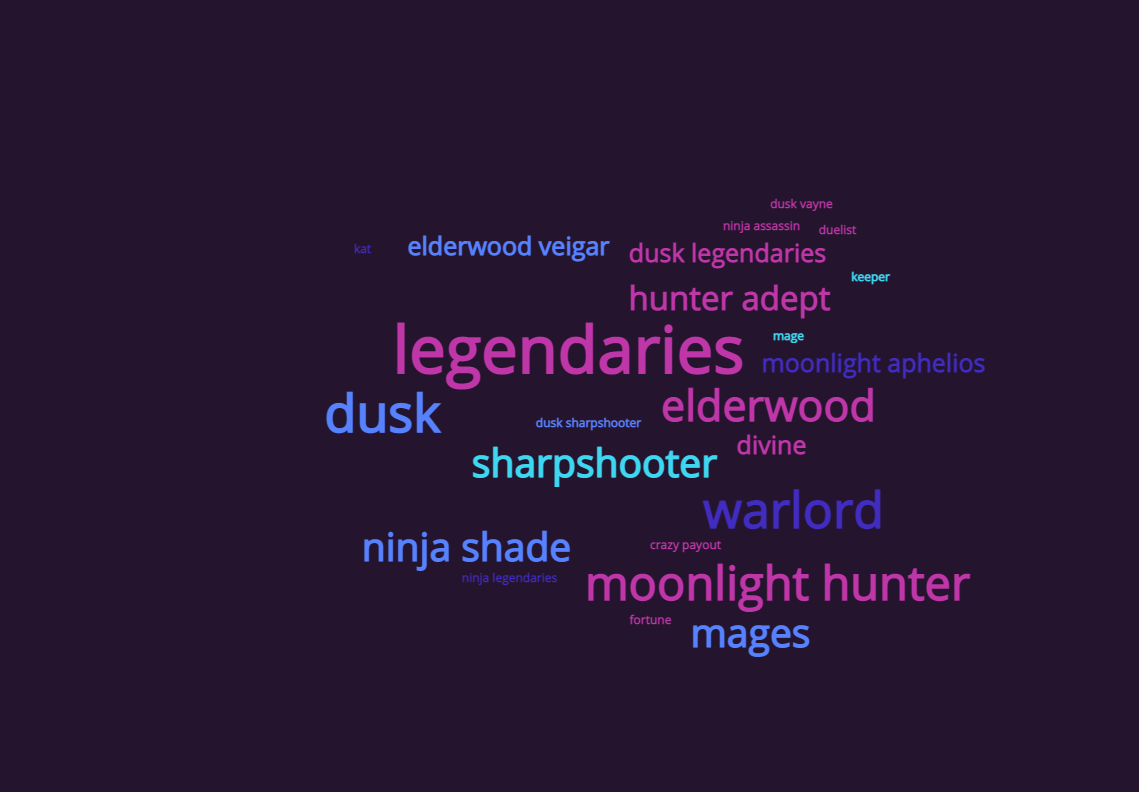 dusk vayne
ninja assassin
duelist
kat
elderwood veigar
dusk legendaries
keeper
hunter adept
legendaries
mage
moonlight aphelios
dusk
elderwood
dusk sharpshooter
divine
sharpshooter
warlord
ninja shade
crazy payout
ninja legendaries
moonlight hunter
fortune
mages